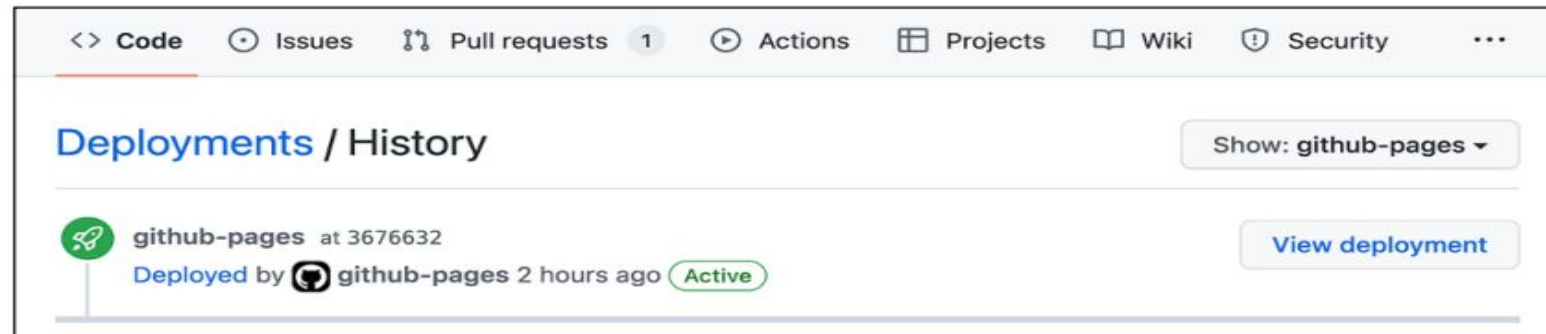 <> Code Issues Pull requests 1 Actions Projects Wiki Security ...
Deployments / History Show: github-pages
github-pages at 3676632 View deployment
Deployed by github-pages 2 hours ago Active